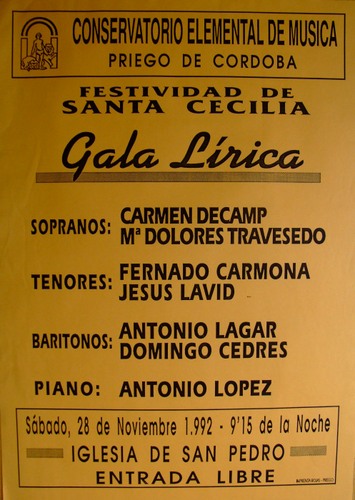 CONSERVATORIO ELEMENTAL DE MUSICA
PRIEGO DE CORDOBA
FESTIVIDAD DE
SANTA CECILIA
Gala Lírica
SOPRANOS: CARMEN DECAMP
Mª DOLORES TRAVESEDO
TENORES: FERNADO CARMONA
JESUS LAVID
BARITONOS: ANTONIO LAGAR
DOMINGO CEDRES
PIANO: ANTONIO LOPEZ
Sábado, 28 de Noviembre 1.992 - 9'15 de la Noche
IGLESIA DE SAN PEDRO
ENTRADA LIBRE